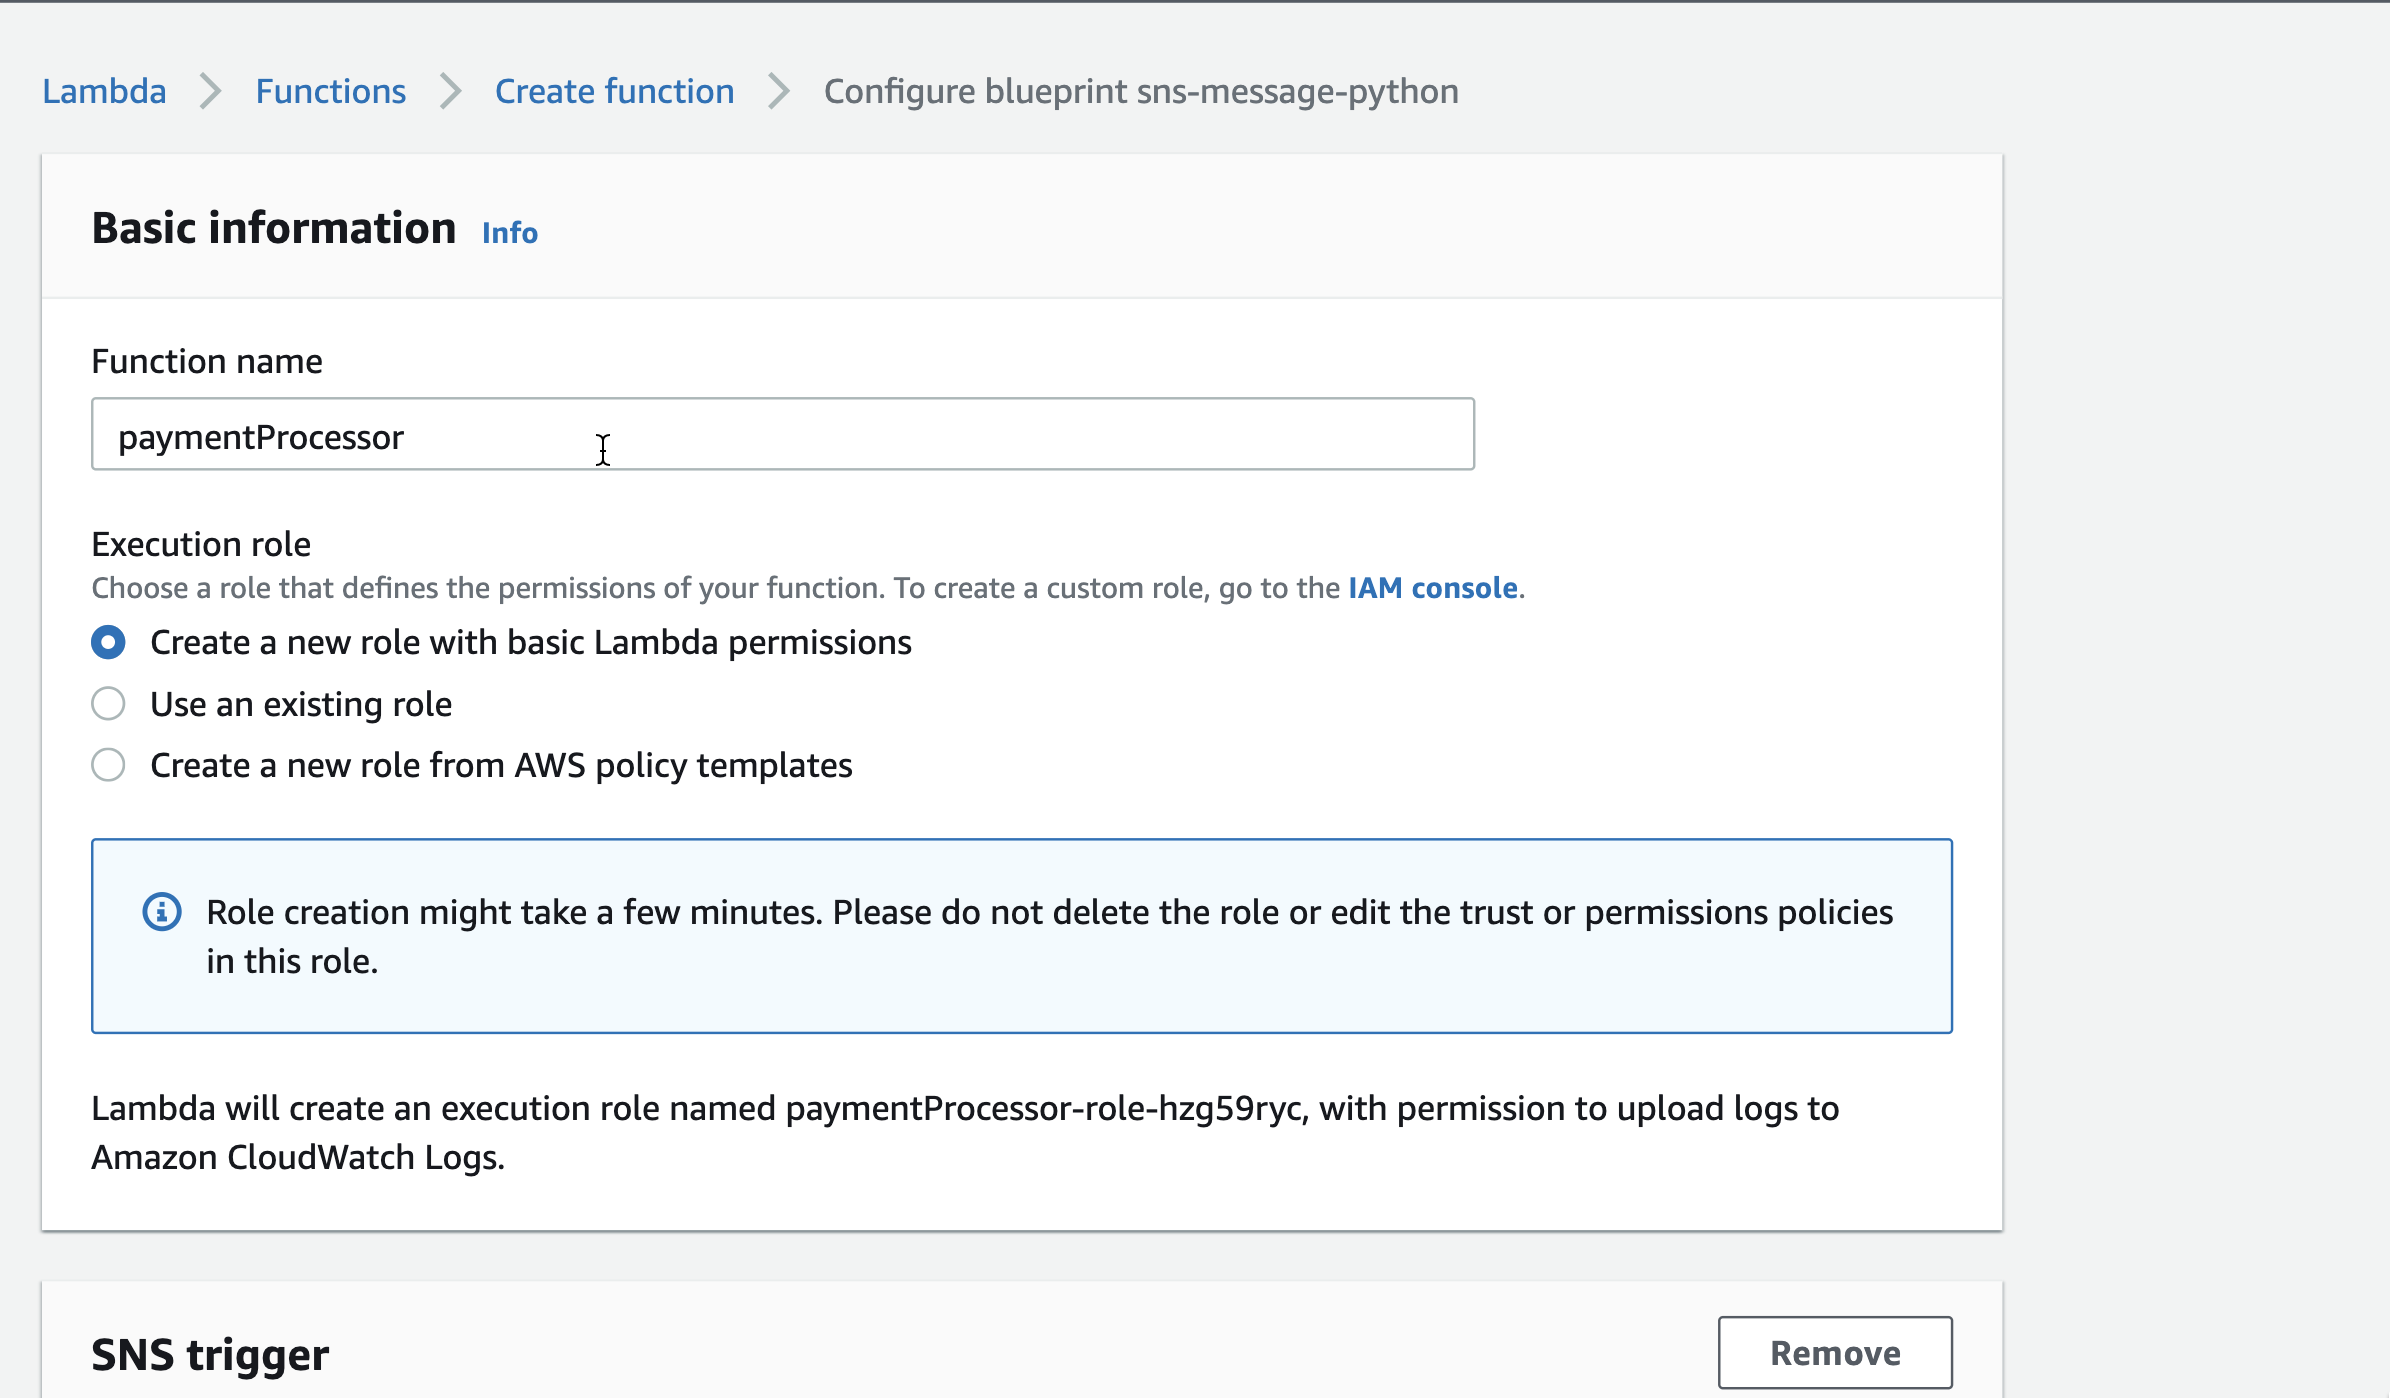 Lambda > Functions > Create function > Configure blueprint sns-message-python
Basic information Info
Function name
paymentProcessor
Execution role
Choose a role that defines the permissions of your function. To create a custom role, go to the IAM console.
Create a new role with basic Lambda permissions
Use an existing role
Create a new role from AWS policy templates
Role creation might take a few minutes. Please do not delete the role or edit the trust or permissions policies
in this role.
Lambda will create an execution role named paymentProcessor-role-hzg59ryc, with permission to upload logs to
Amazon CloudWatch Logs.
SNS trigger
Remove